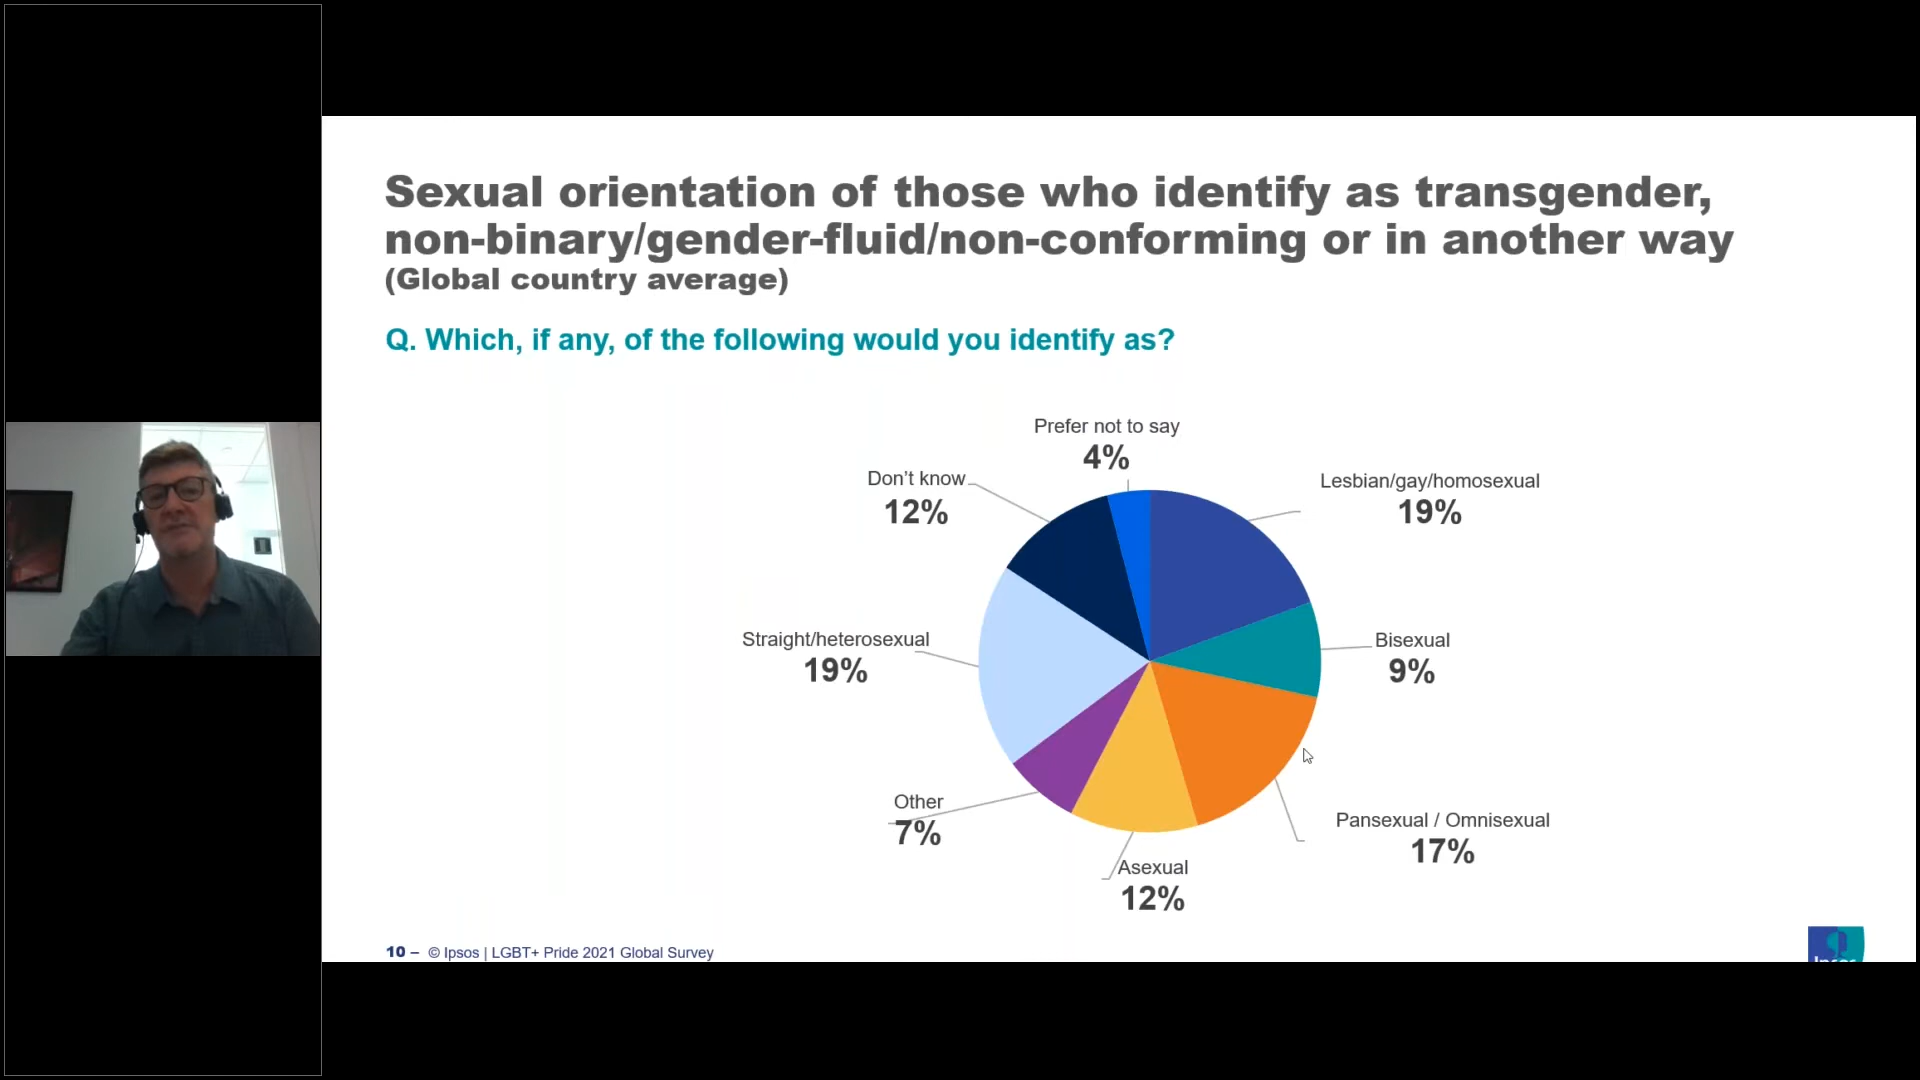 Sexual orientation of those who identify as transgender,
non-binary/gender-fluid/non-conforming or in another way
(Global country average)
Q. Which, if any, of the following would you identify as?
Prefer not to say
4%
Don't know
12%
Lesbian/gay/homosexual
19%
Straight/heterosexual
19%
Bisexual
9%
Other
7%
Pansexual / Omnisexual
17%
Asexual
12%
10 – © Ipsos | LGBT+ Pride 2021 Global Survey
Ipsos